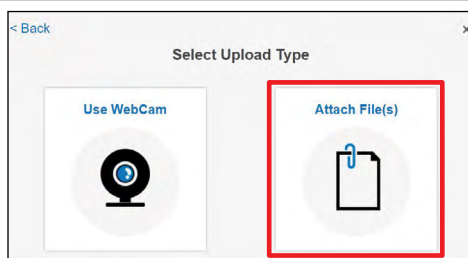 < Back
×
Select Upload Type
Use WebCam
Attach File(s)